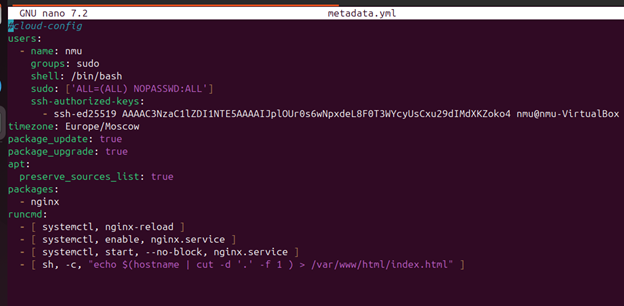 GNU nano 7.2 metadata.yml
#cloud-config
users:
  - name: nmu
    groups: sudo
    shell: /bin/bash
    sudo: ['ALL=(ALL) NOPASSWD:ALL']
    ssh-authorized-keys:
      - ssh-ed25519 AAAAC3NzaC1lZDI1NTE5AAAAIJplOUr0s6wNpxdeL8F0T3WYcyUsCxu29dIMdXKZoko4 nmu@nmu-VirtualBox
timezone: Europe/Moscow
package_update: true
package_upgrade: true
apt:
  preserve_sources_list: true
packages:
  - nginx
runcmd:
  - [ systemctl, nginx-reload ]
  - [ systemctl, enable, nginx.service ]
  - [ systemctl, start, --no-block, nginx.service ]
  - [ sh, -c, "echo $(hostname | cut -d '.' -f 1 ) > /var/www/html/index.html" ]